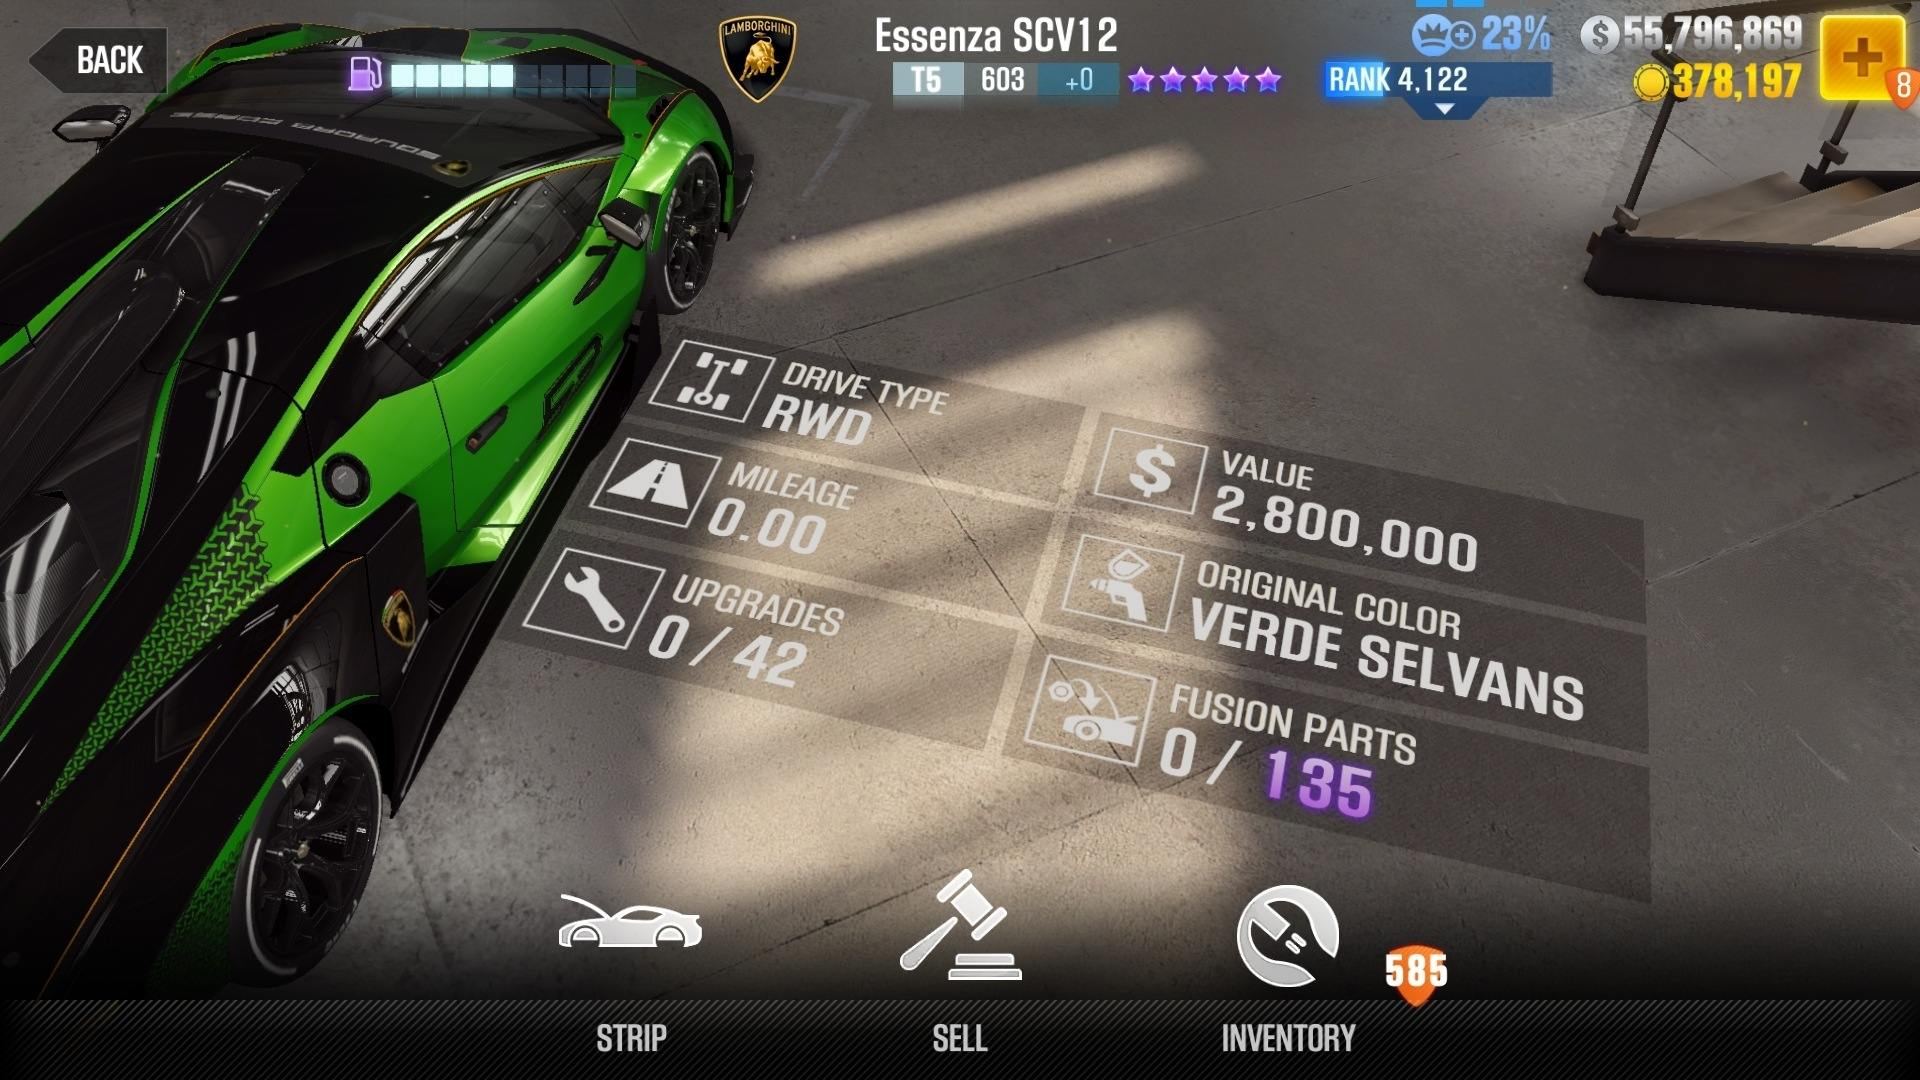 BACK
LAMBORGHINI
Essenza SCV12
T5 603 +0
RANK 4,122
23%
55,796,869
378,197
8
SQUADRA CORSE
DRIVE TYPE
RWD
MILEAGE
0.00
UPGRADES
0 / 42
VALUE
2,800,000
ORIGINAL COLOR
VERDE SELVANS
FUSION PARTS
0 / 135
585
STRIP
SELL
INVENTORY